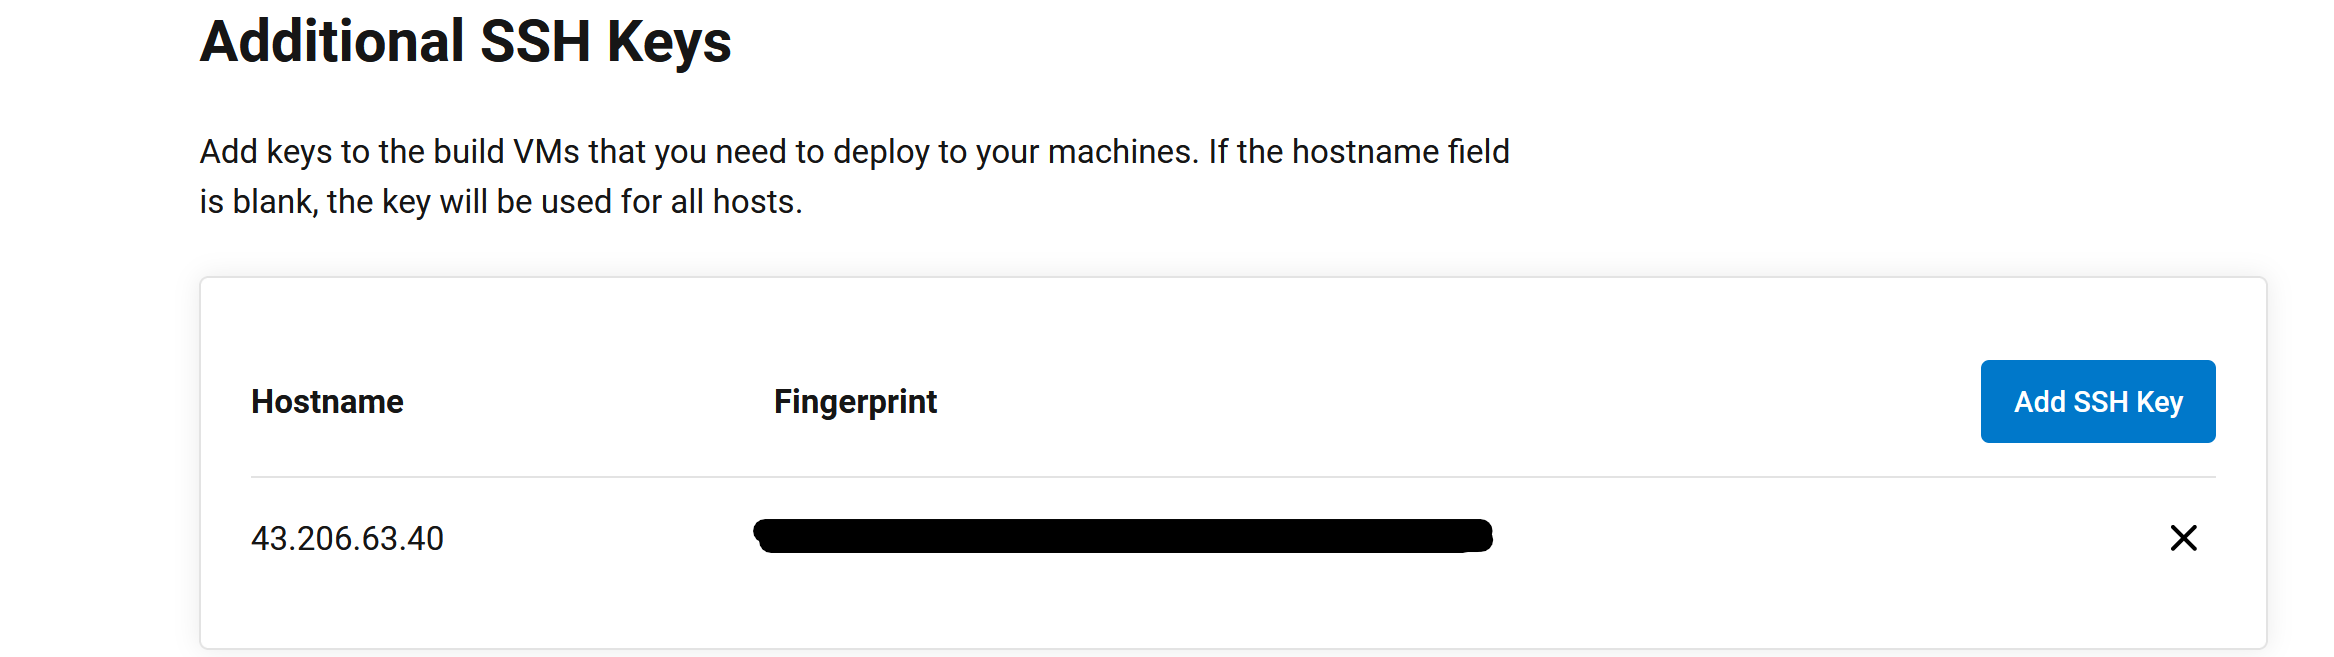 Additional SSH Keys
Add keys to the build VMs that you need to deploy to your machines. If the hostname field
is blank, the key will be used for all hosts.
Hostname Fingerprint Add SSH Key
43.206.63.40